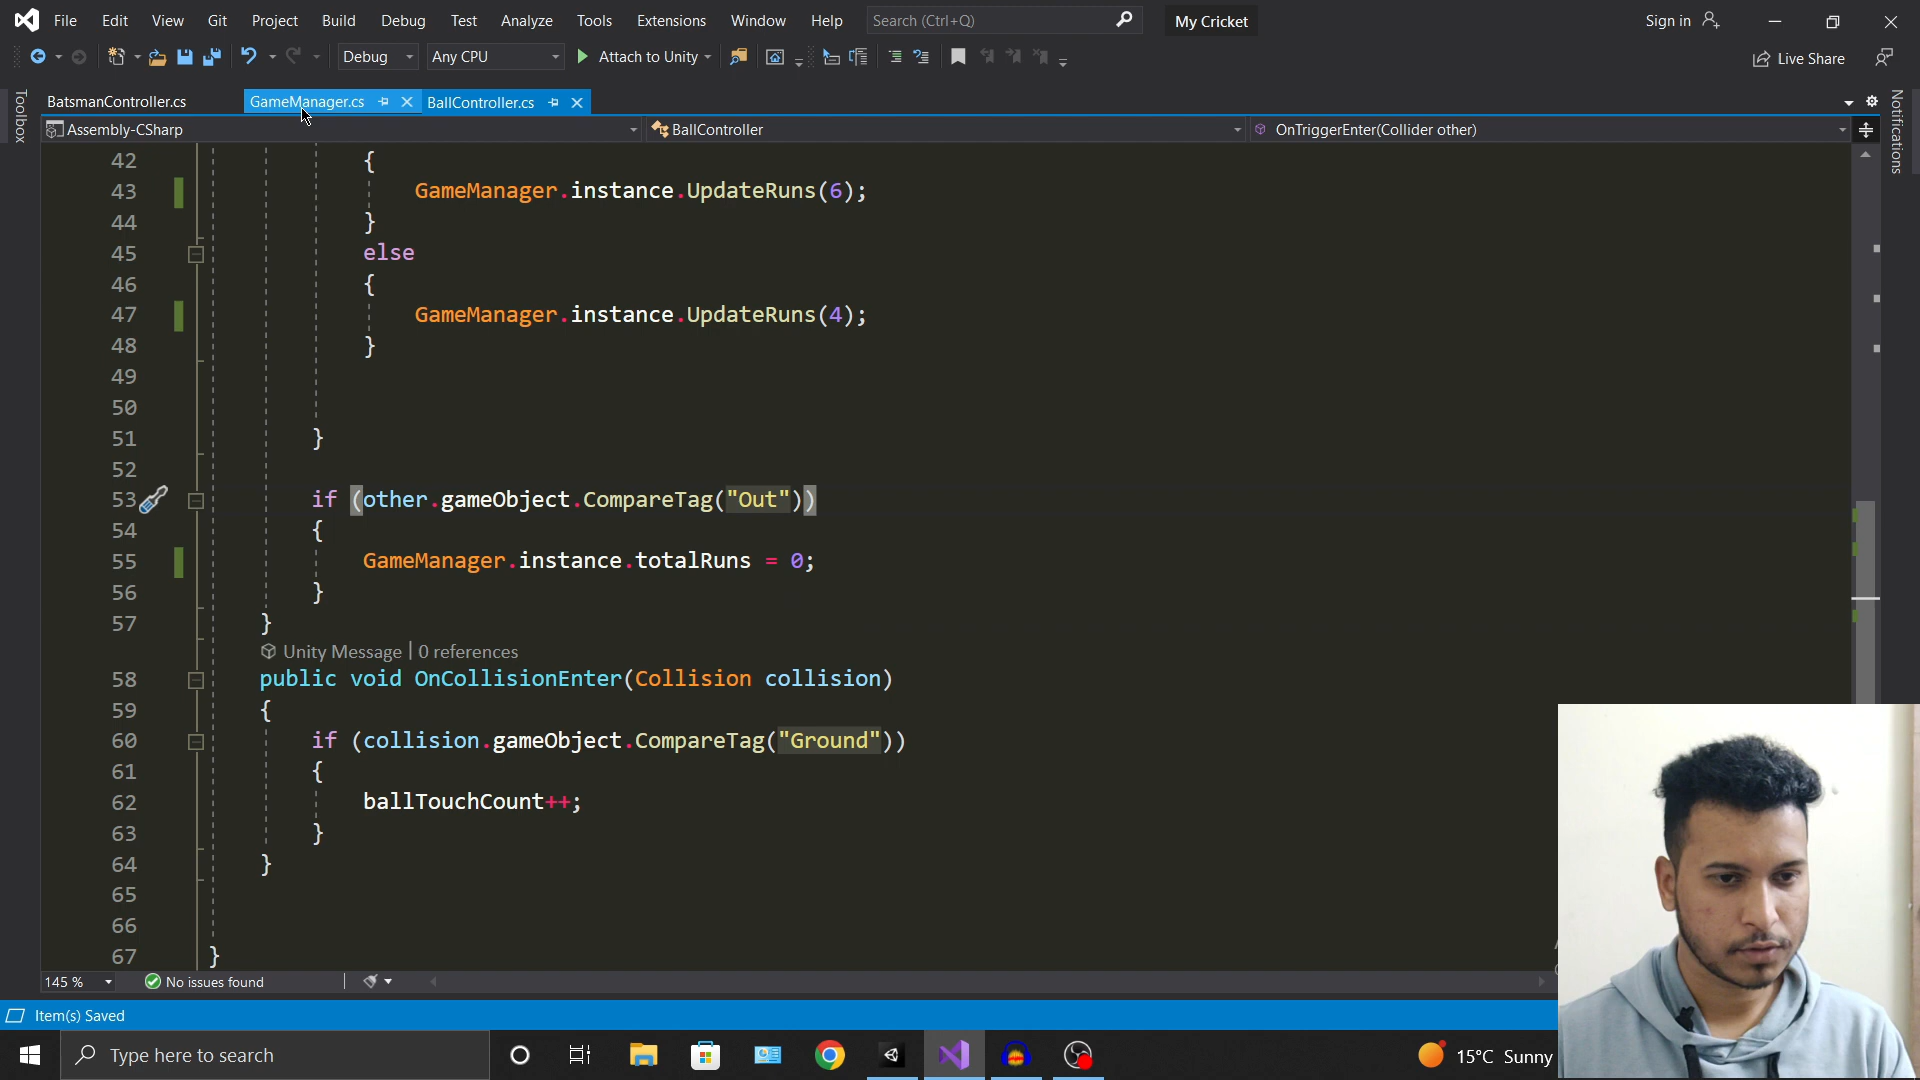 File Edit View Git Project Build Debug Test Analyze Tools Extensions Window Help Search (Ctrl+Q) My Cricket Sign in
Debug Any CPU Attach to Unity Live Share
Toolbox
BatsmanController.cs GameManager.cs BallController.cs
Notifications
Assembly-CSharp BallController OnTriggerEnter(Collider other)
42 {
43 GameManager.instance.UpdateRuns(6);
44 }
45 else
46 {
47 GameManager.instance.UpdateRuns(4);
48 }
49
50
51 }
52
53 if (other.gameObject.CompareTag("Out"))
54 {
55 GameManager.instance.totalRuns = 0;
56 }
57 }
Unity Message | 0 references
58 public void OnCollisionEnter(Collision collision)
59 {
60 if (collision.gameObject.CompareTag("Ground"))
61 {
62 ballTouchCount++;
63 }
64 }
65
66
67 }
145 % No issues found
Item(s) Saved
Type here to search 15°C Sunny